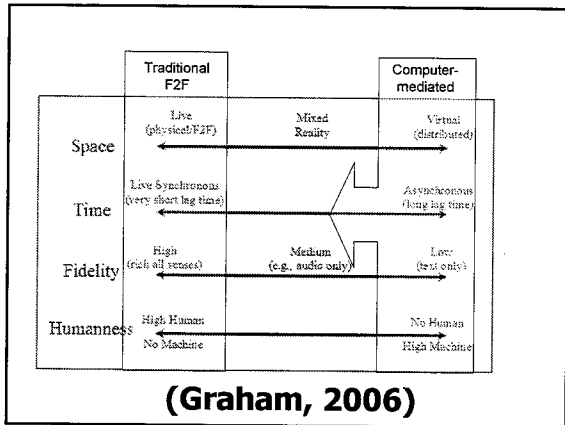 Traditional
F2F
Computer-
mediated
Space
Live
(physical/F2F)
Mixed
Reality
Virtual
(distributed)
Time
Live Synchronous
(very short lag time)
Asynchronous
(long lag time)
Fidelity
High
(rich all senses)
Medium
(e.g., audio only)
Low
(text only)
Humanness
High Human
No Machine
No Human
High Machine
(Graham, 2006)